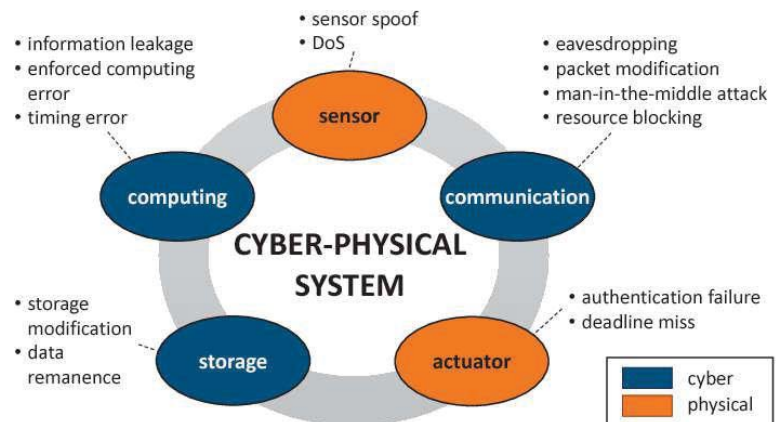 • sensor spoof
• DoS
• information leakage
• enforced computing
error
• timing error
• eavesdropping
• packet modification
• man-in-the-middle attack
• resource blocking
sensor
computing
communication
CYBER-PHYSICAL
SYSTEM
• storage
modification
• data
remanence
• authentication failure
• deadline miss
storage
actuator
cyber
physical